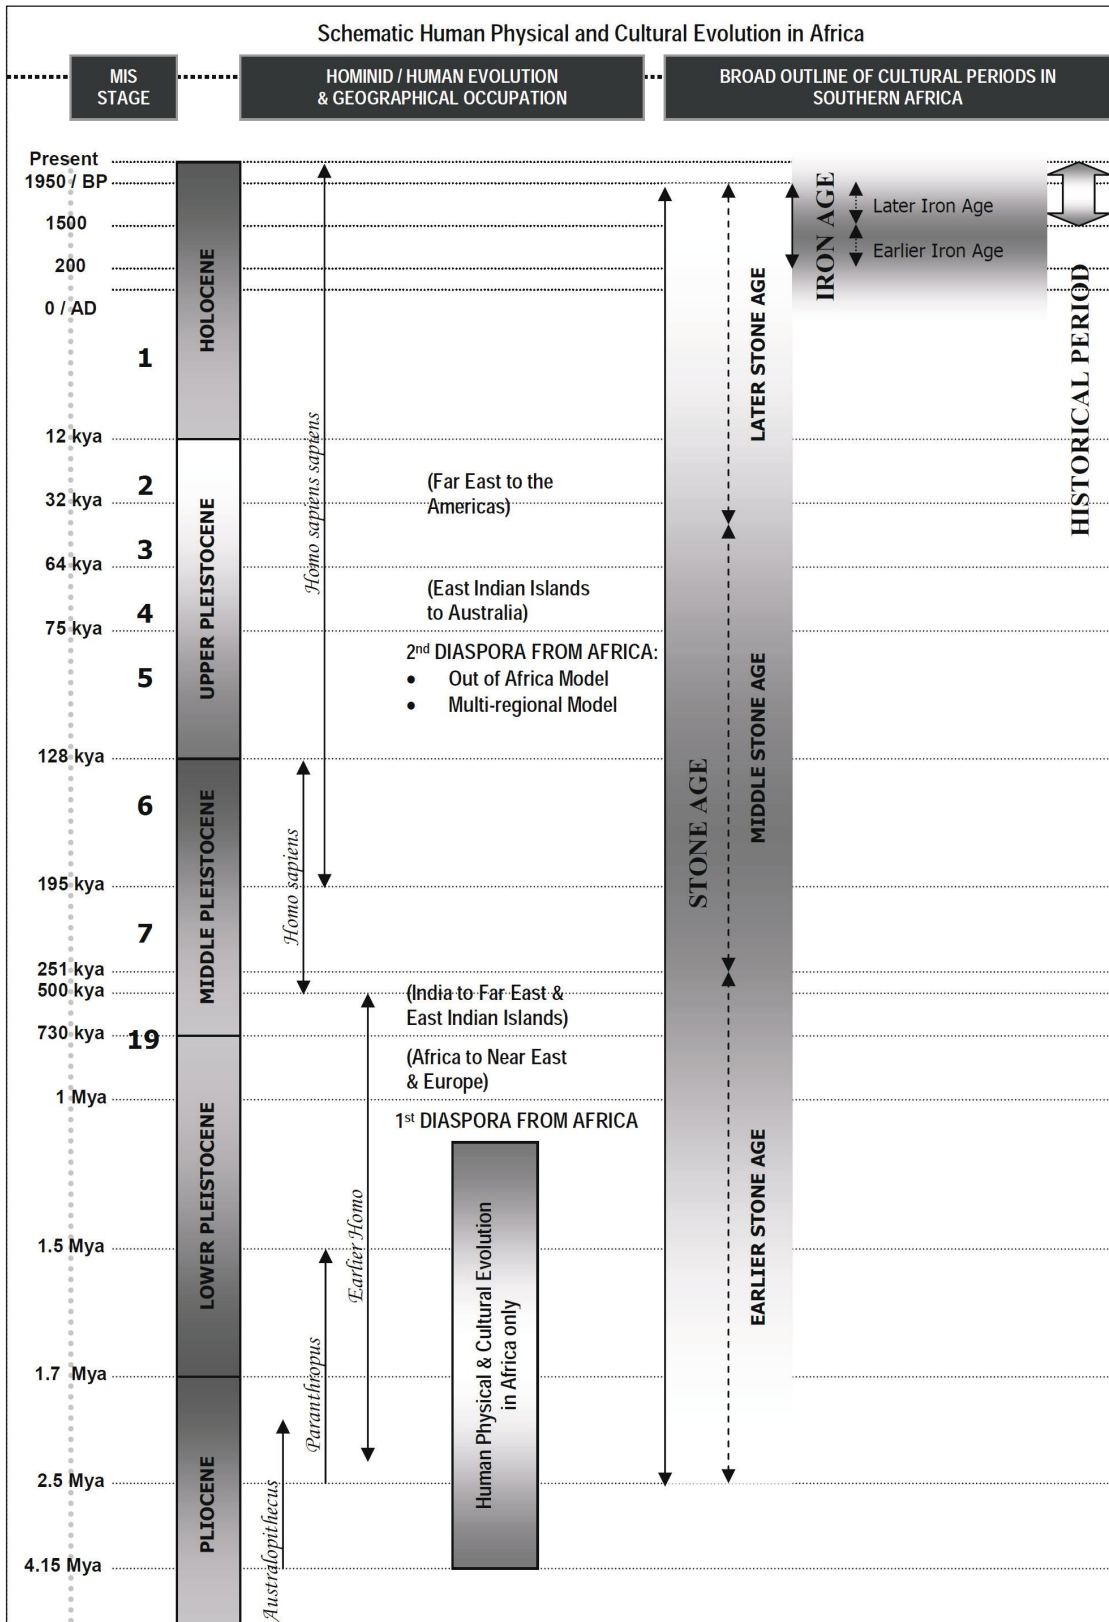 Schematic Human Physical and Cultural Evolution in Africa
MIS
STAGE
HOMINID / HUMAN EVOLUTION
& GEOGRAPHICAL OCCUPATION
BROAD OUTLINE OF CULTURAL PERIODS IN
SOUTHERN AFRICA
Present
1950 / BP
1500
200
0 / AD
12 kya
32 kya
64 kya
75 kya
128 kya
195 kya
251 kya
500 kya
730 kya
1 Mya
1.5 Mya
1.7 Mya
2.5 Mya
4.15 Mya
1
2
3
4
5
6
7
19
HOLOCENE
UPPER PLEISTOCENE
MIDDLE PLEISTOCENE
LOWER PLEISTOCENE
PLIOCENE
Homo sapiens sapiens
Homo sapiens
Earlier Homo
Paranthropus
Australopithecus
(Far East to the
Americas)
(East Indian Islands
to Australia)
2nd DIASPORA FROM AFRICA:
• Out of Africa Model
• Multi-regional Model
(India to Far East &
East Indian Islands)
(Africa to Near East
& Europe)
1st DIASPORA FROM AFRICA
Human Physical & Cultural Evolution
in Africa only
STONE AGE
LATER STONE AGE
MIDDLE STONE AGE
EARLIER STONE AGE
IRON AGE
Later Iron Age
Earlier Iron Age
HISTORICAL PERIOD